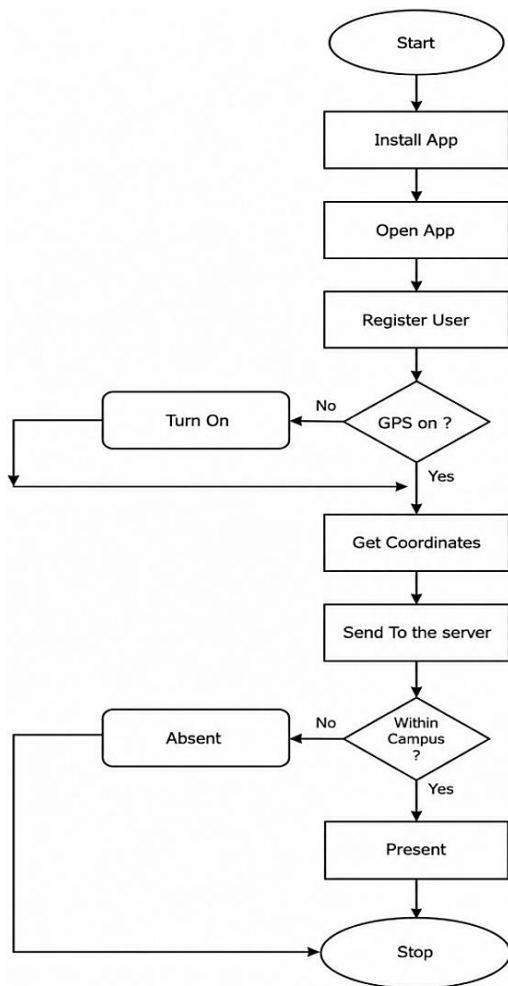 Start
Install App
Open App
Register User
GPS on ?
No
Turn On
Yes
Get Coordinates
Send To the server
Within
Campus
?
No
Absent
Yes
Present
Stop